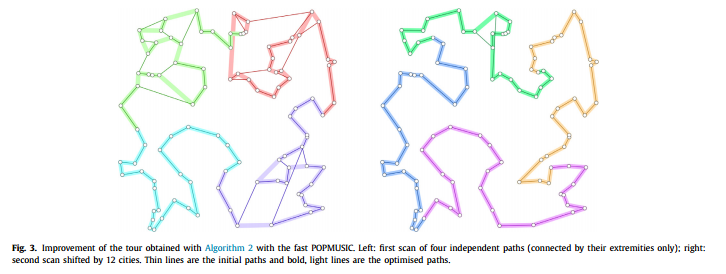 Fig. 3. Improvement of the tour obtained with Algorithm 2 with the fast POPMUSIC. Left: first scan of four independent paths (connected by their extremities only); right:
second scan shifted by 12 cities. Thin lines are the initial paths and bold, light lines are the optimised paths.